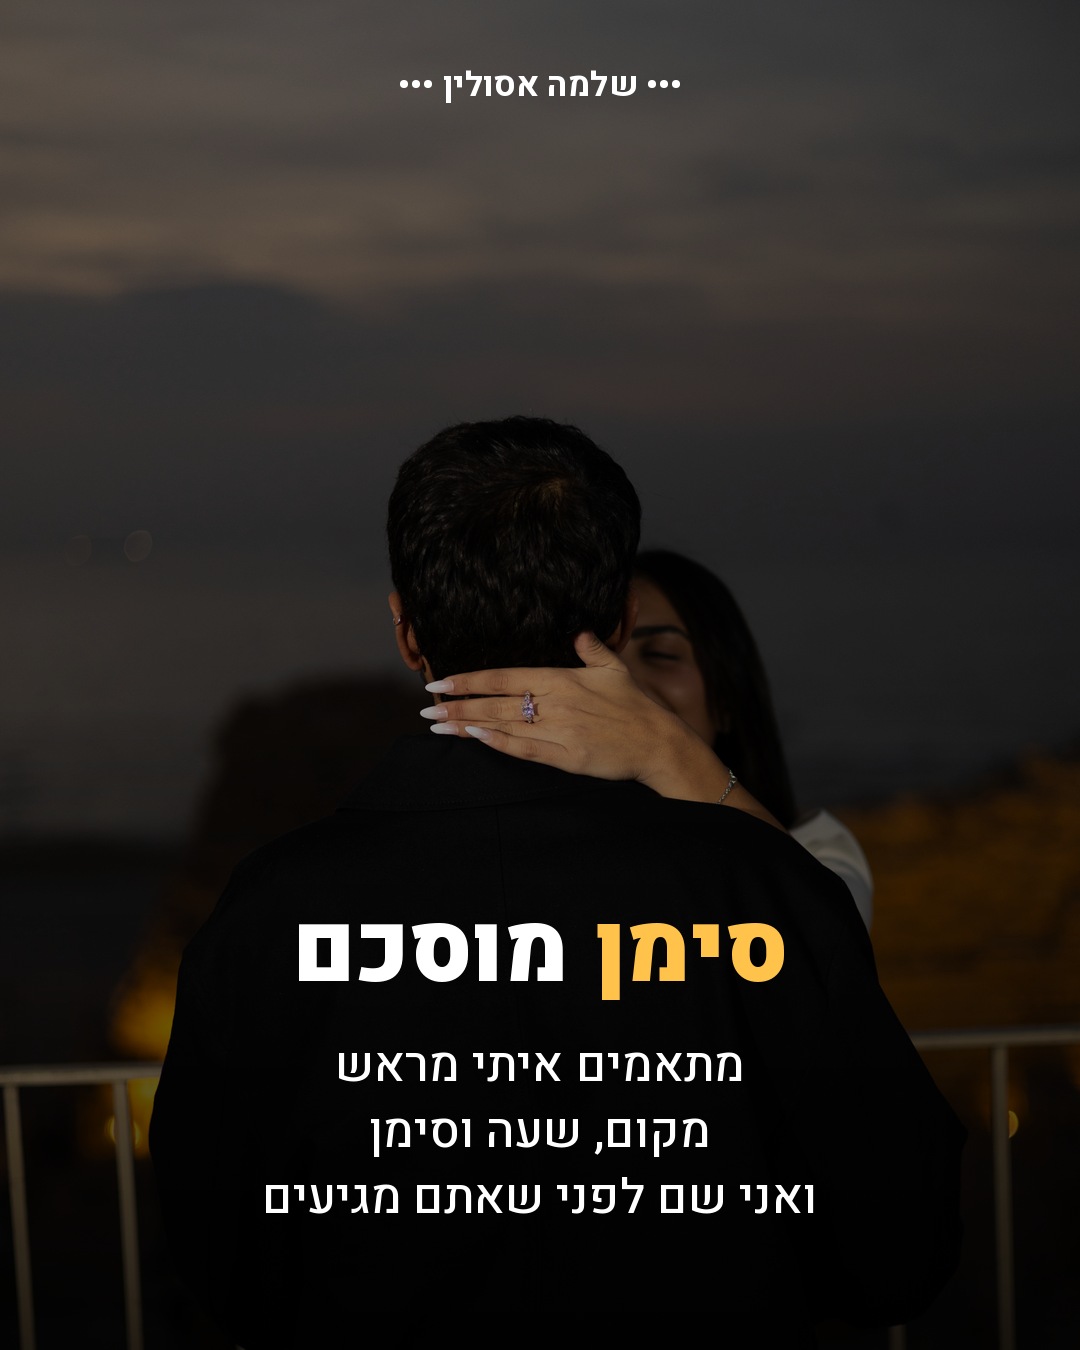 ••• שלמה אסולין •••
סימן מוסכם
מתאמים איתי מראש
מקום, שעה וסימן
ואני שם לפני שאתם מגיעים